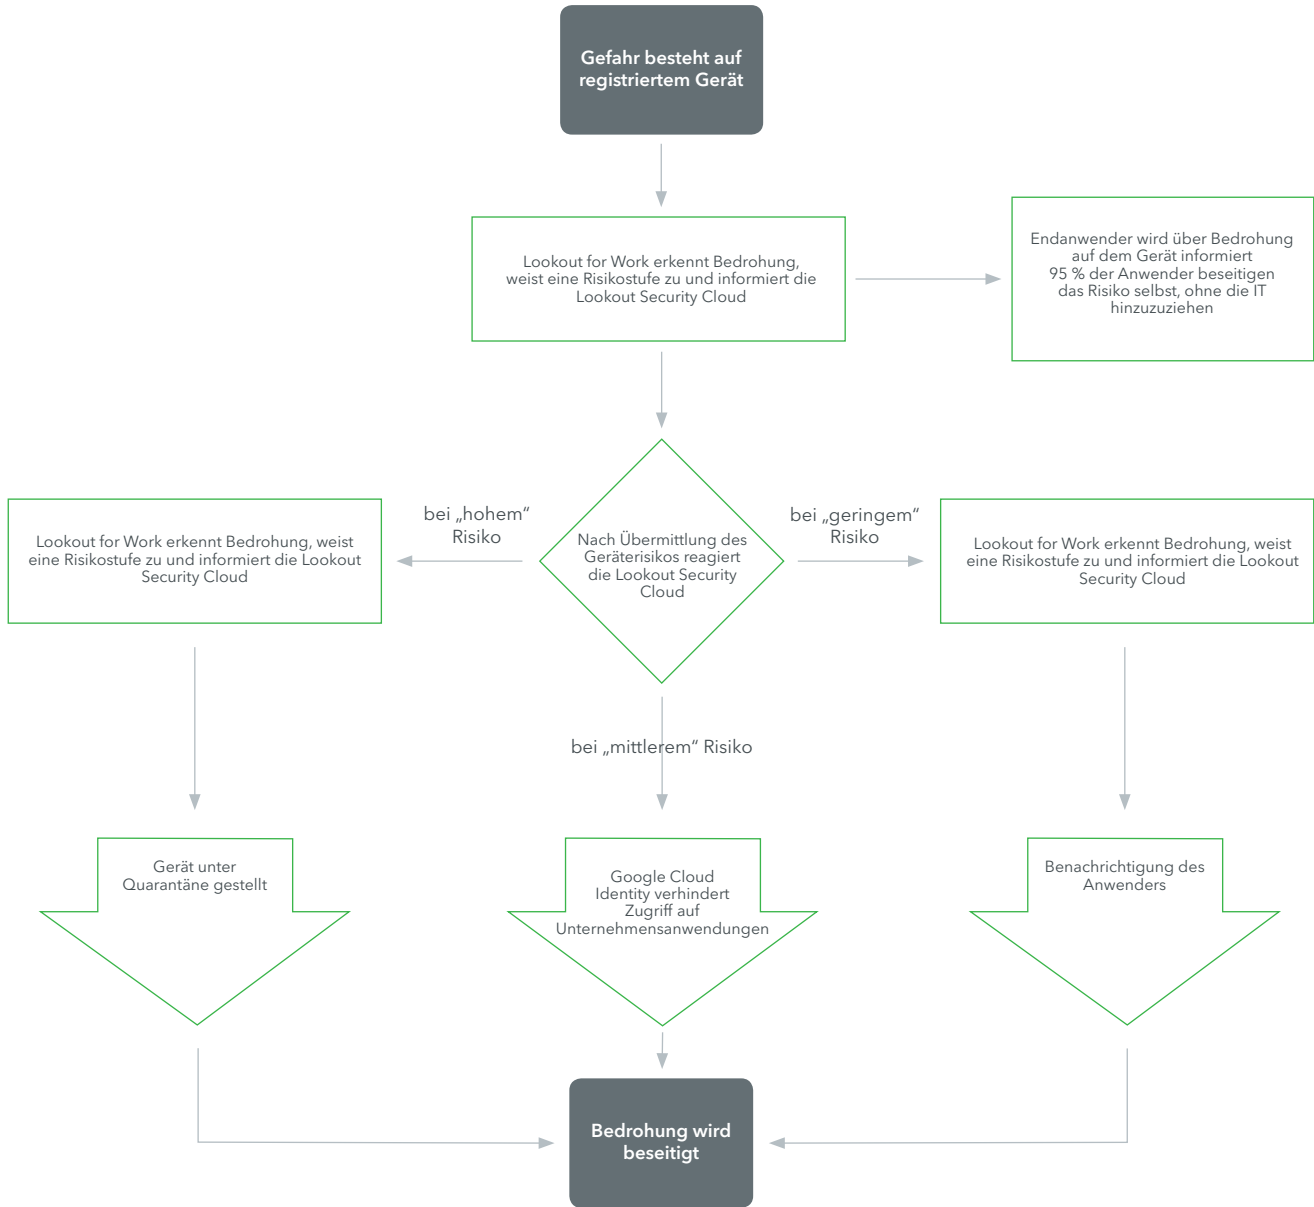 Gefahr besteht auf
registriertem Gerät
Lookout for Work erkennt Bedrohung,
weist eine Risikostufe zu und informiert die
Lookout Security Cloud
Endanwender wird über Bedrohung
auf dem Gerät informiert
95 % der Anwender beseitigen
das Risiko selbst, ohne die IT
hinzuzuziehen
Lookout for Work erkennt Bedrohung, weist
eine Risikostufe zu und informiert die Lookout
Security Cloud
bei „hohem“
Risiko
Nach Übermittlung des
Geräterisikos reagiert
die Lookout Security
Cloud
bei „geringem“
Risiko
Lookout for Work erkennt Bedrohung, weist
eine Risikostufe zu und informiert die Lookout
Security Cloud
bei „mittlerem“ Risiko
Gerät unter
Quarantäne gestellt
Google Cloud
Identity verhindert
Zugriff auf
Unternehmensanwendungen
Benachrichtigung des
Anwenders
Bedrohung wird
beseitigt